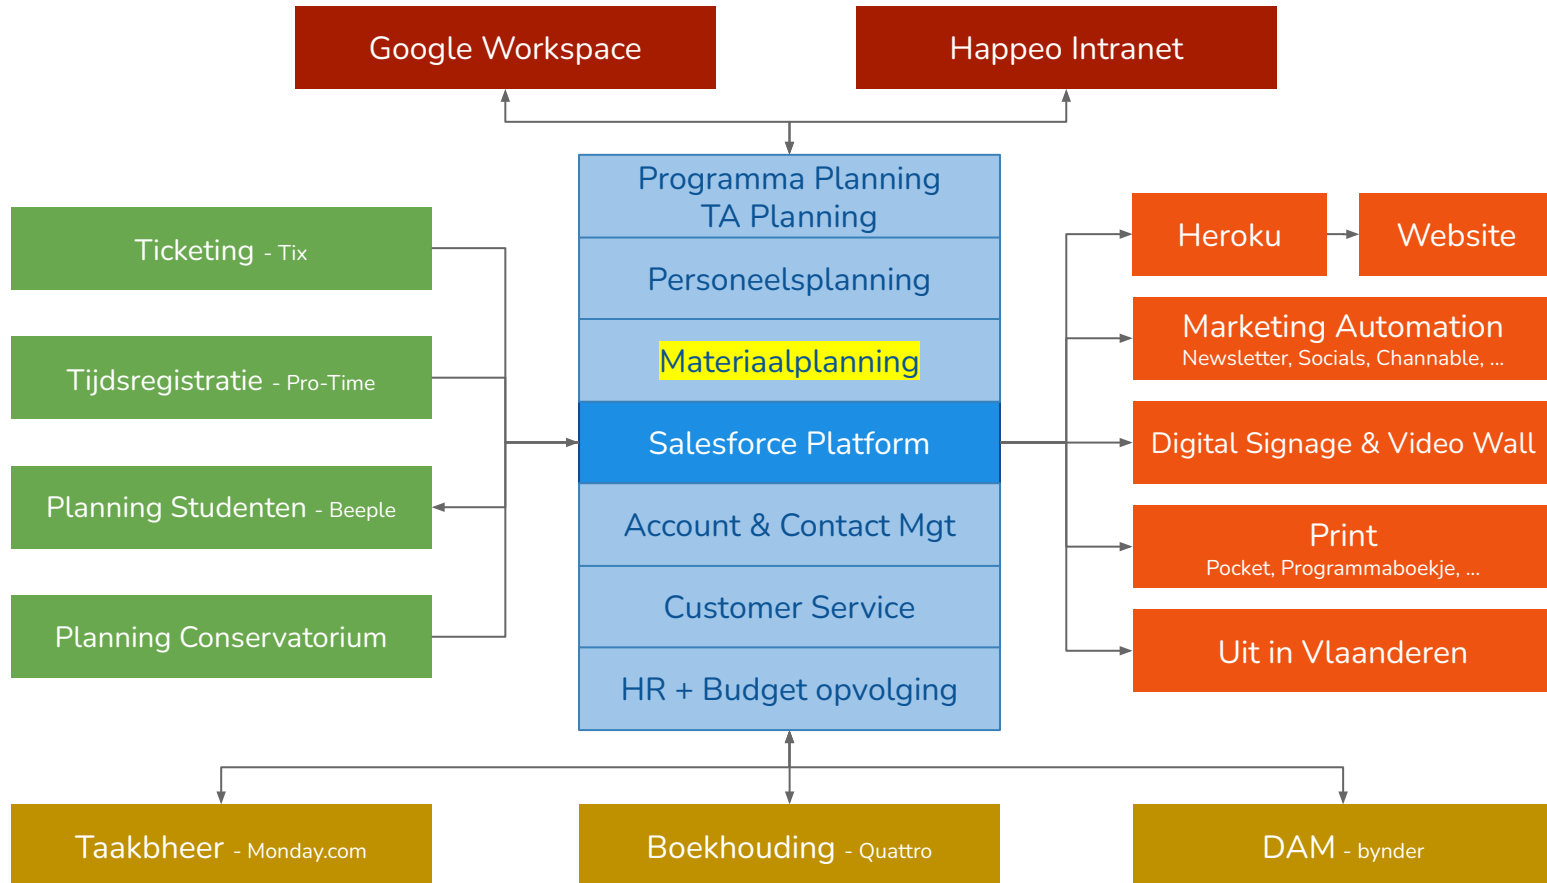 Google Workspace
Happeo Intranet
Programma Planning
TA Planning
Personeelsplanning
Materiaalplanning
Salesforce Platform
Account & Contact Mgt
Customer Service
HR + Budget opvolging
Ticketing - Tix
Tijdsregistratie - Pro-Time
Planning Studenten - Beeple
Planning Conservatorium
Heroku
Website
Marketing Automation
Newsletter, Socials, Channable, ...
Digital Signage & Video Wall
Print
Pocket, Programmaboekje, ...
Uit in Vlaanderen
Taakbheer - Monday.com
Boekhouding - Quattro
DAM - bynder